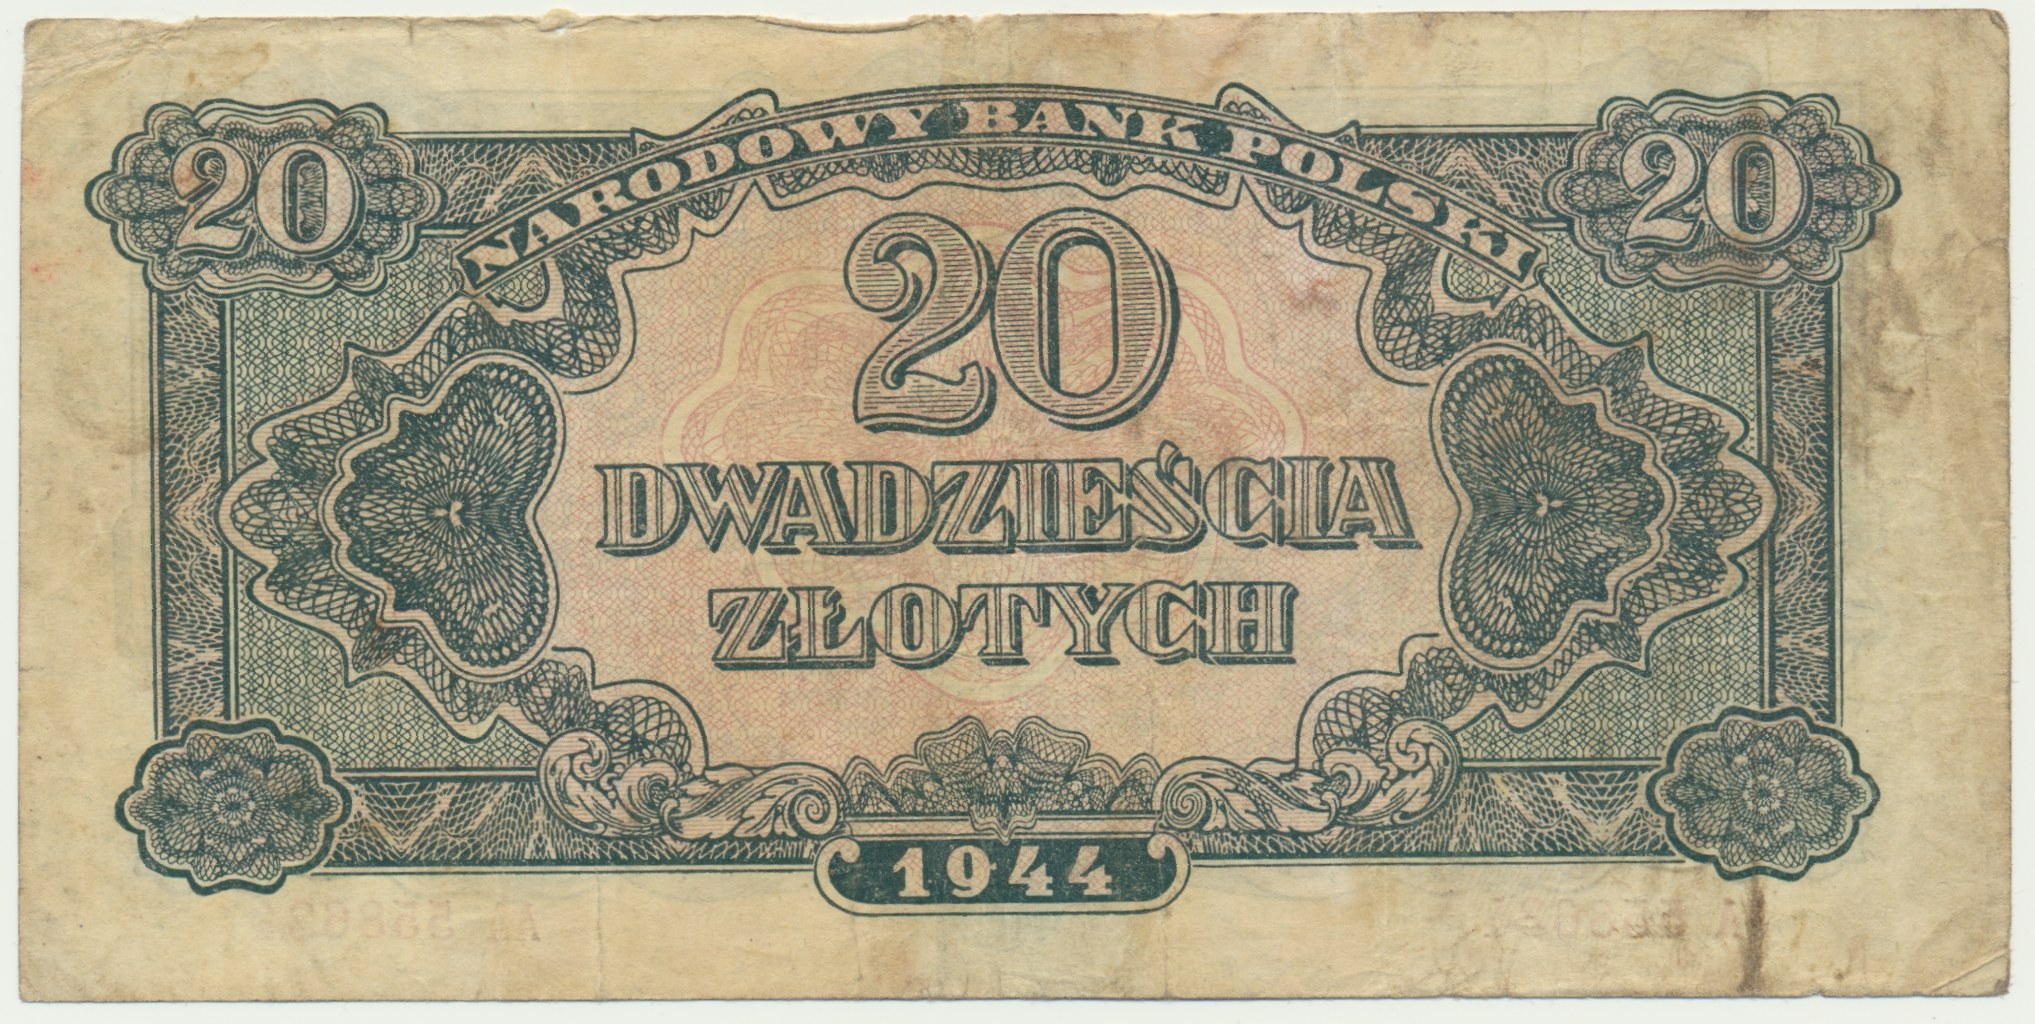 20 20
NARODOWY BANK POLSKI
20
DWADZIEŚCIA
ZŁOTYCH
1944